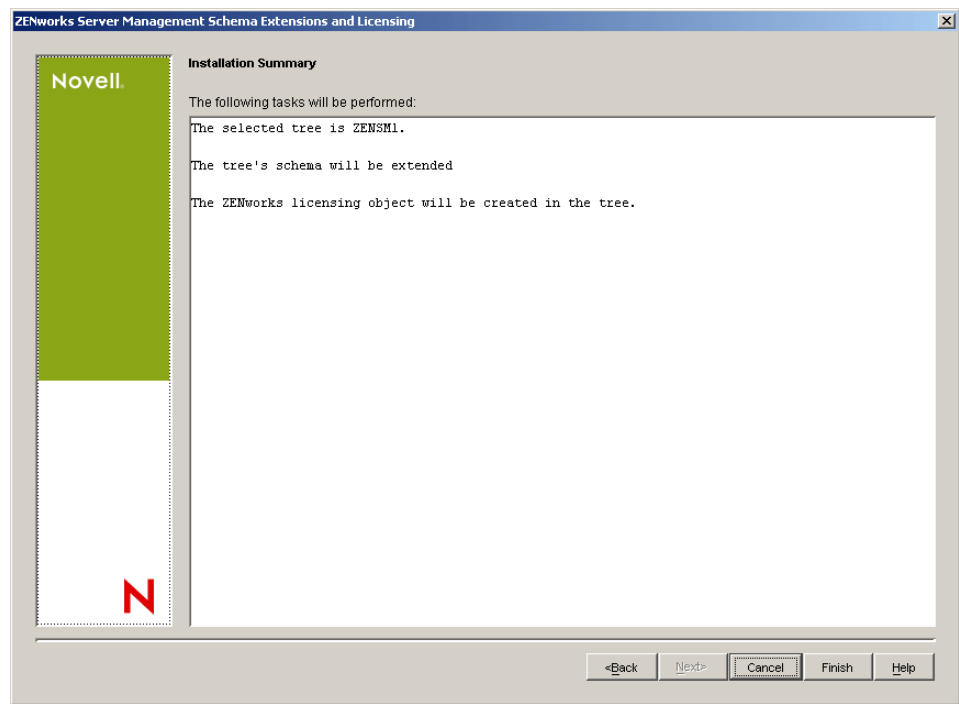 ZENworks Server Management Schema Extensions and Licensing
Novell.
Installation Summary
The following tasks will be performed:
The selected tree is ZENSM1.
The tree's schema will be extended
The ZENworks licensing object will be created in the tree.
N
<Back Next> Cancel Finish Help